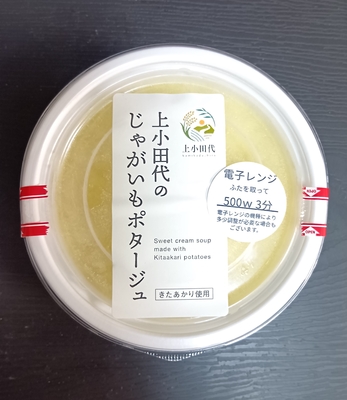 上小田代
上小田代の
じゃがいもポタージュ
Sweet cream soup
made with
Kitaakari potatoes
きたあかり使用
電子レンジ
ふたを取って
500w 3分
電子レンジの機種により
多少調整が必要な場合も
ございます。